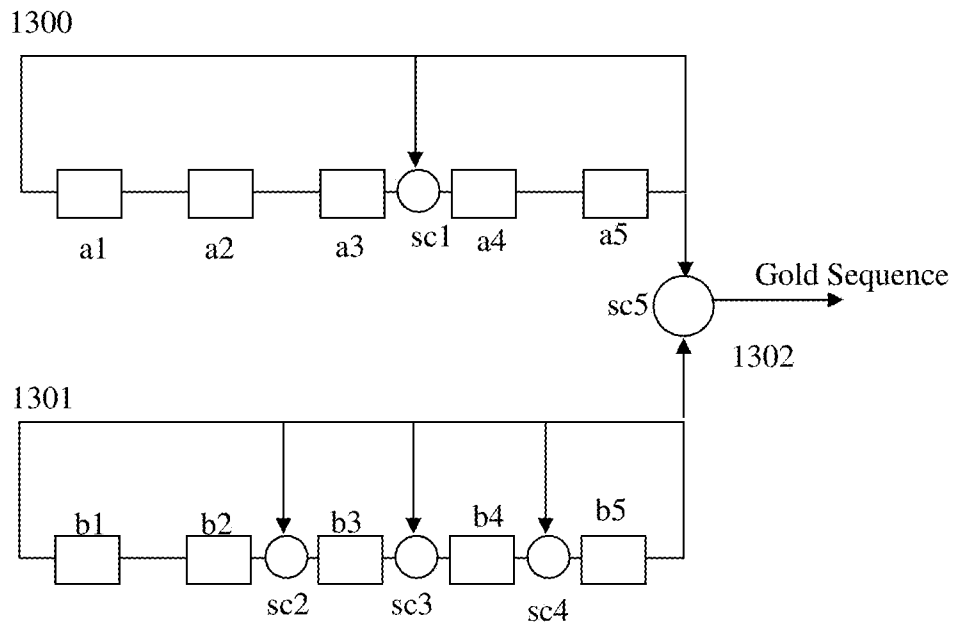 1300
a1
a2
a3
sc1
a4
a5
Gold Sequence
sc5
1302
1301
b1
b2
b3
b4
b5
sc2
sc3
sc4